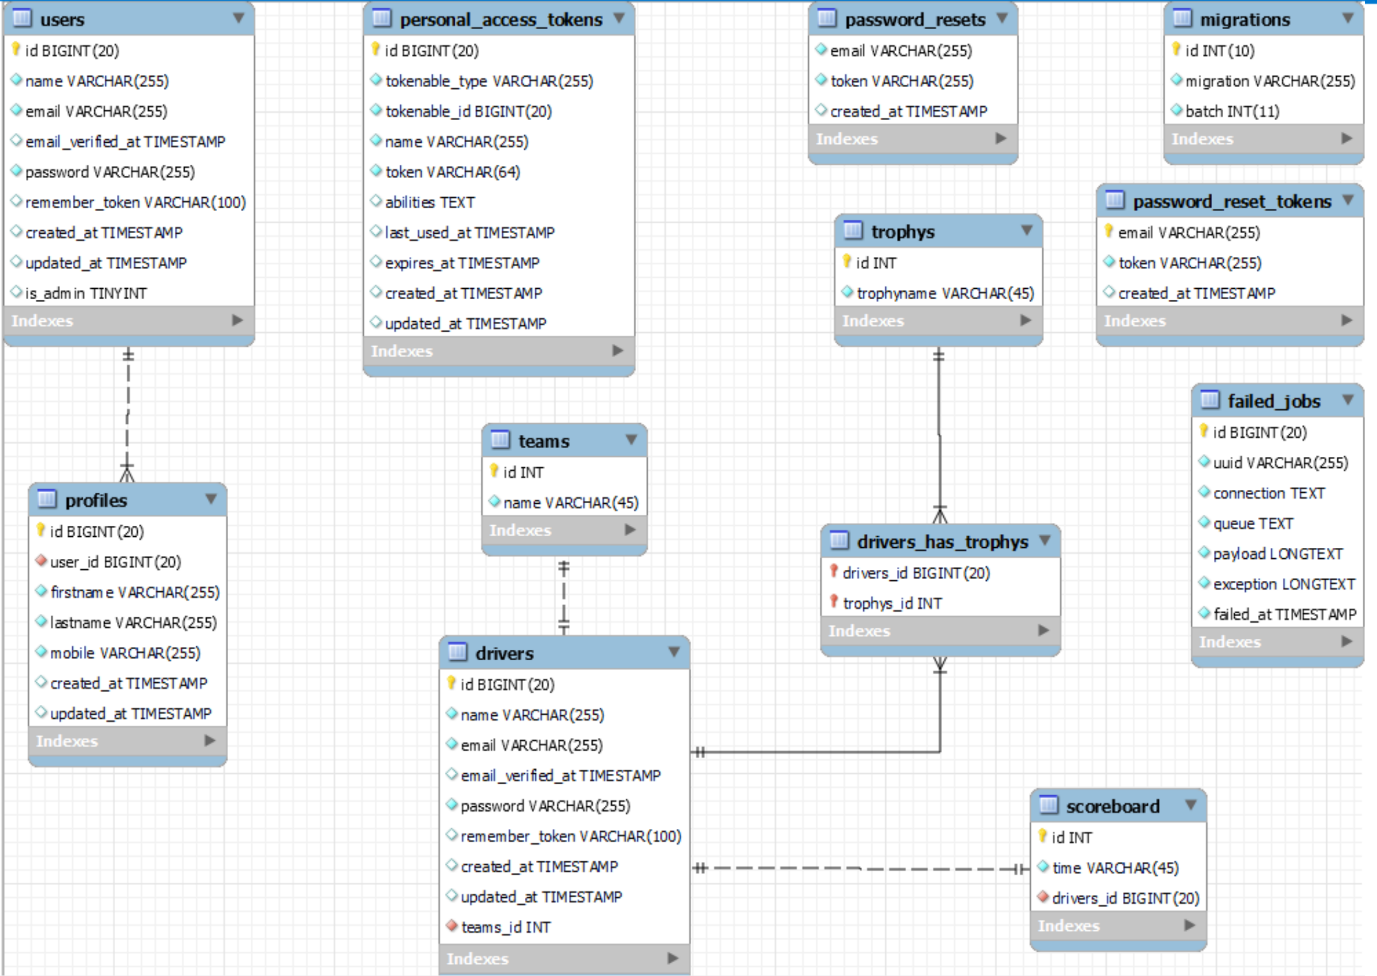 users
id BIGINT(20)
name VARCHAR(255)
email VARCHAR(255)
email_verified_at TIMESTAMP
password VARCHAR(255)
remember_token VARCHAR(100)
created_at TIMESTAMP
updated_at TIMESTAMP
is_admin TINYINT
Indexes
personal_access_tokens
id BIGINT(20)
tokenable_type VARCHAR(255)
tokenable_id BIGINT(20)
name VARCHAR(255)
token VARCHAR(64)
abilities TEXT
last_used_at TIMESTAMP
expires_at TIMESTAMP
created_at TIMESTAMP
updated_at TIMESTAMP
Indexes
password_resets
email VARCHAR(255)
token VARCHAR(255)
created_at TIMESTAMP
Indexes
migrations
id INT(10)
migration VARCHAR(255)
batch INT(11)
Indexes
password_reset_tokens
email VARCHAR(255)
token VARCHAR(255)
created_at TIMESTAMP
Indexes
trophys
id INT
trophyname VARCHAR(45)
Indexes
failed_jobs
id BIGINT(20)
uuid VARCHAR(255)
connection TEXT
queue TEXT
payload LONGTEXT
exception LONGTEXT
failed_at TIMESTAMP
Indexes
teams
id INT
name VARCHAR(45)
Indexes
profiles
id BIGINT(20)
user_id BIGINT(20)
firstname VARCHAR(255)
lastname VARCHAR(255)
mobile VARCHAR(255)
created_at TIMESTAMP
updated_at TIMESTAMP
Indexes
drivers_has_trophys
drivers_id BIGINT(20)
trophys_id INT
Indexes
drivers
id BIGINT(20)
name VARCHAR(255)
email VARCHAR(255)
email_verified_at TIMESTAMP
password VARCHAR(255)
remember_token VARCHAR(100)
created_at TIMESTAMP
updated_at TIMESTAMP
teams_id INT
Indexes
scoreboard
id INT
time VARCHAR(45)
drivers_id BIGINT(20)
Indexes